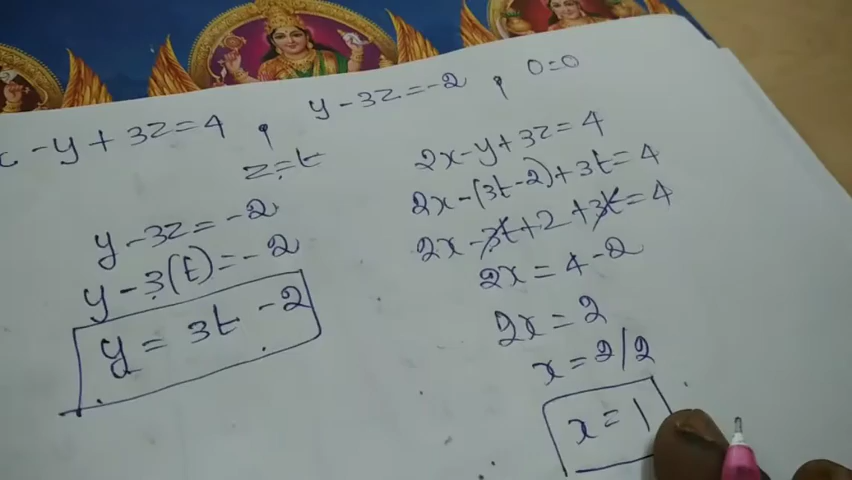 x - y + 3z = 4 , y - 3z = -2 , 0 = 0
z = t
y - 3z = -2
y - 3(t) = -2
y = 3t - 2
2x - y + 3z = 4
2x - (3t - 2) + 3t = 4
2x - 3t + 2 + 3t = 4
2x = 4 - 2
2x = 2
x = 2/2
x = 1